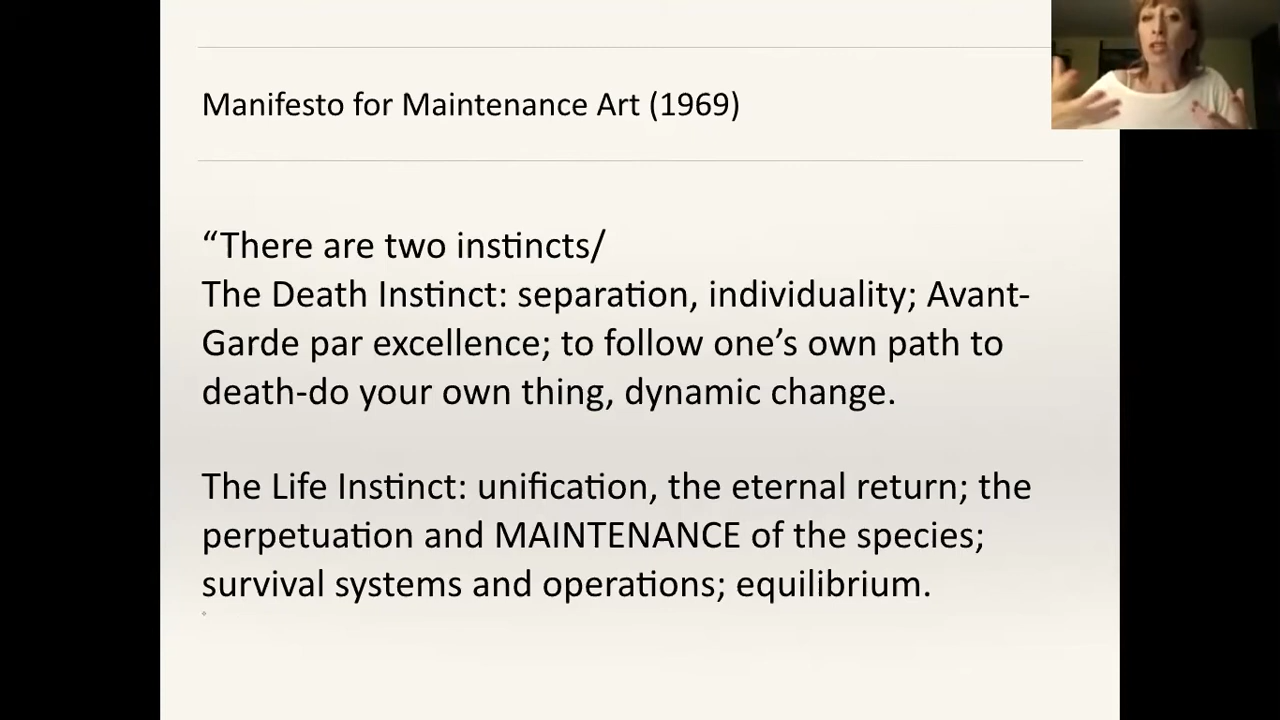 Manifesto for Maintenance Art (1969)
“There are two instincts/
The Death Instinct: separation, individuality; Avant-
Garde par excellence; to follow one’s own path to
death-do your own thing, dynamic change.
The Life Instinct: unification, the eternal return; the
perpetuation and MAINTENANCE of the species;
survival systems and operations; equilibrium.